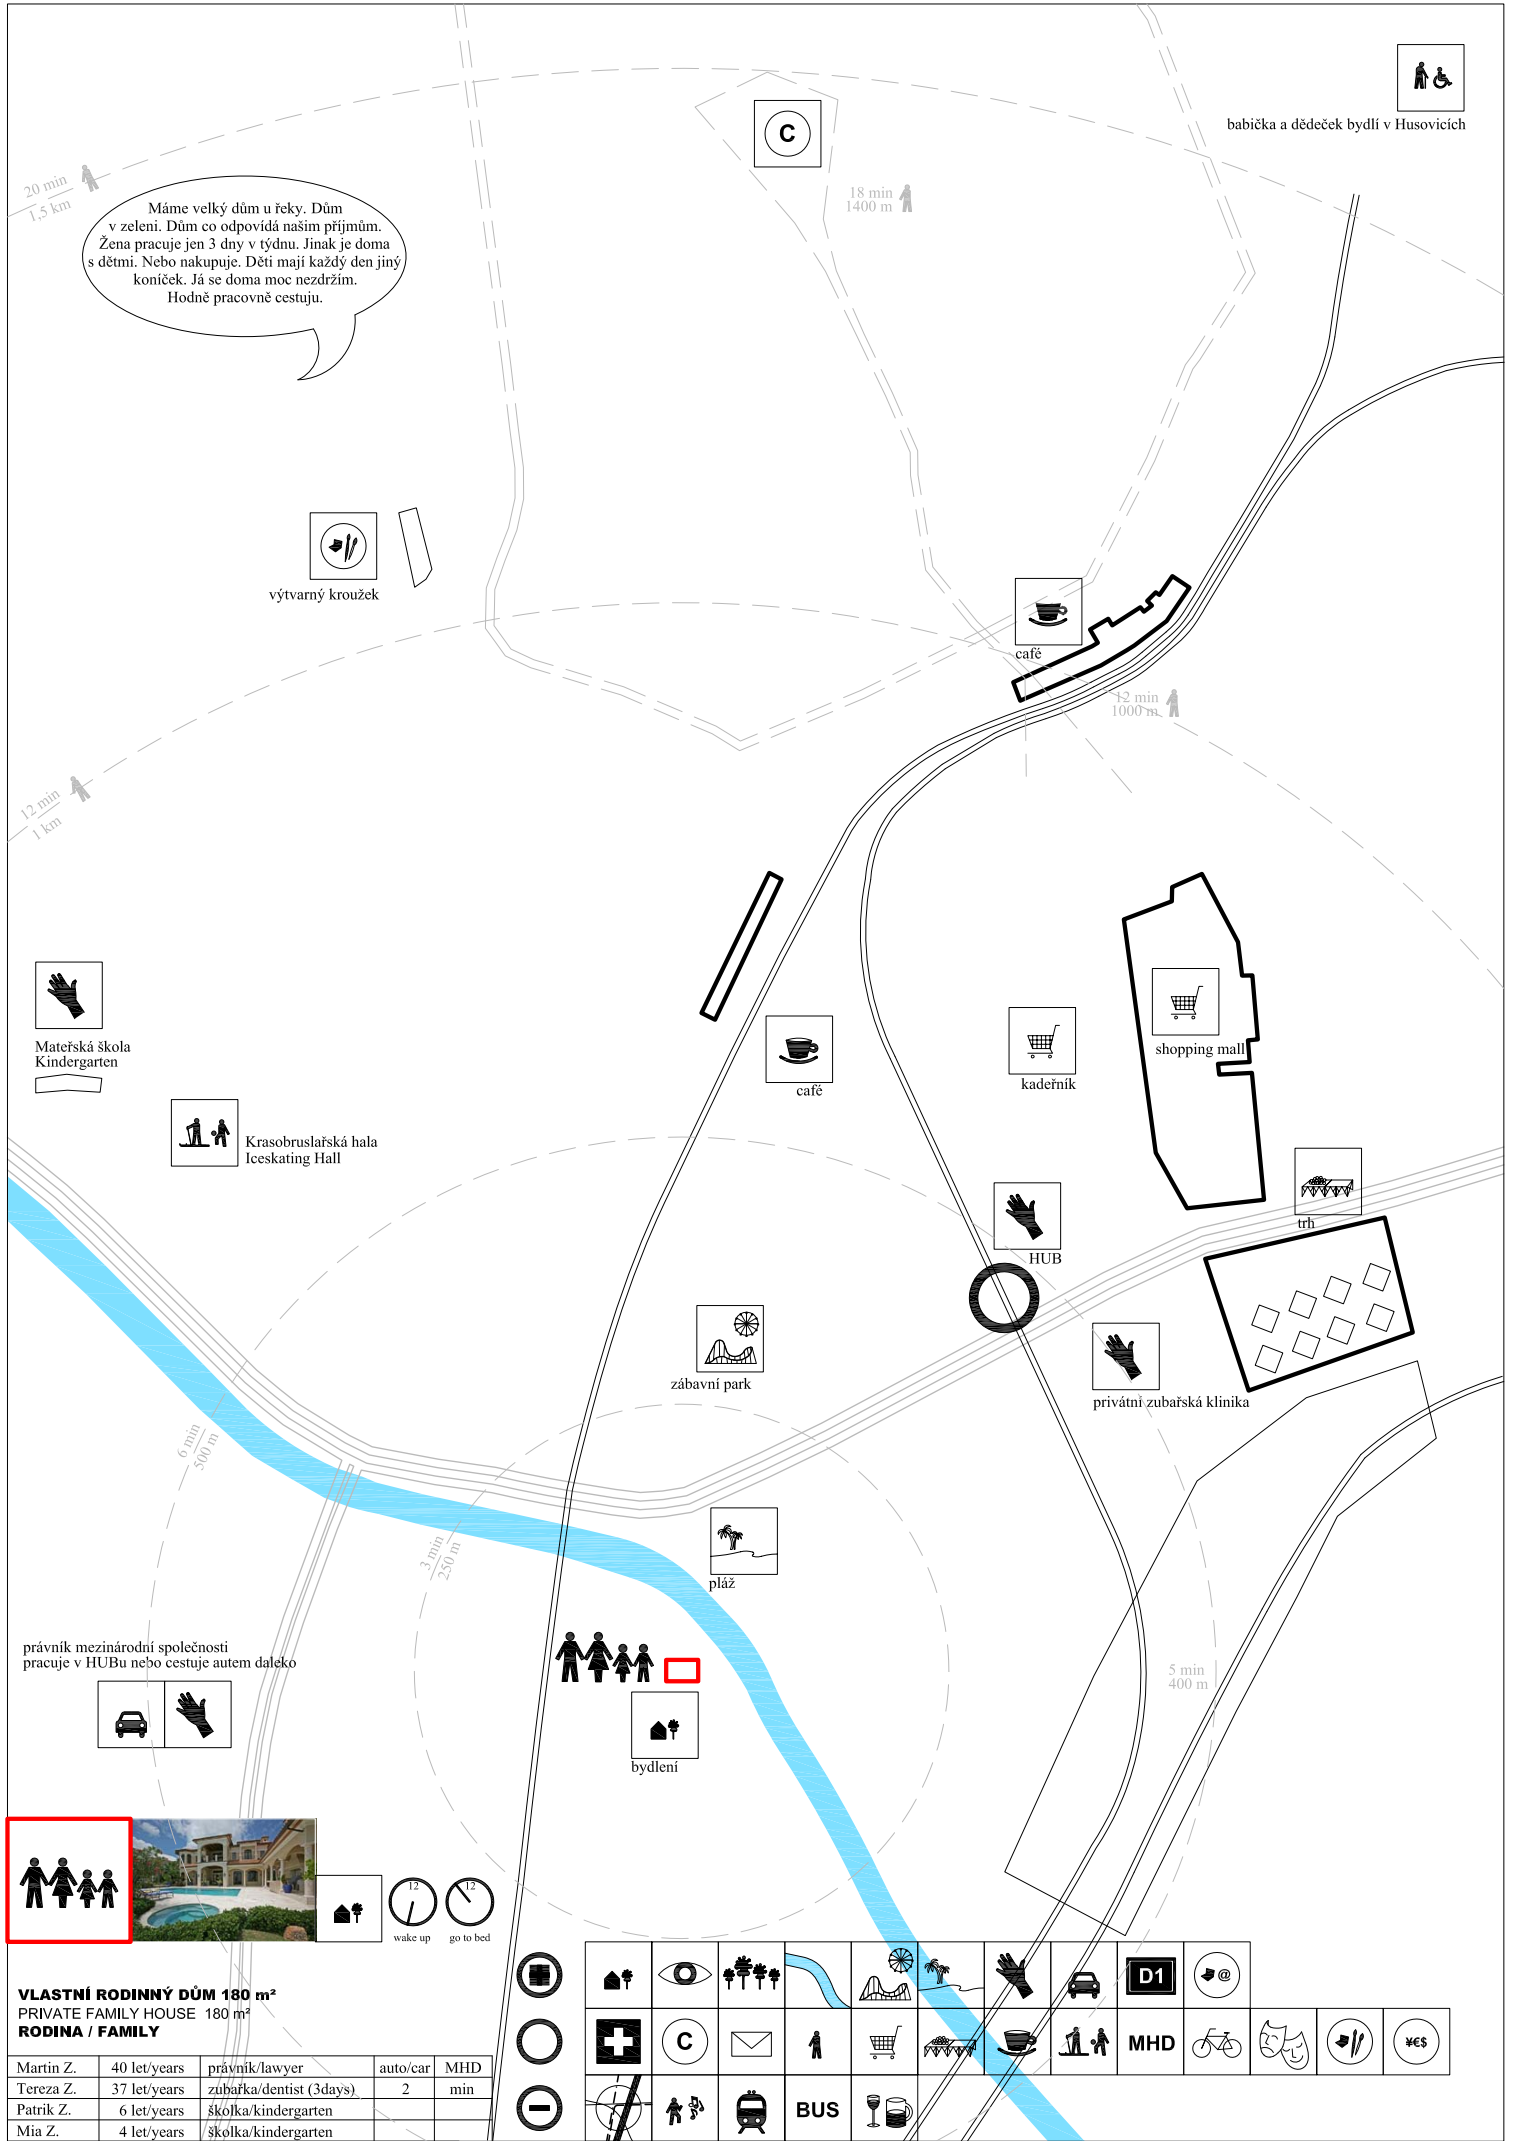 babička a dědeček bydlí v Husovicích
C
20 min
1,5 km
18 min
1400 m
Máme velký dům u řeky. Dům
v zeleni. Dům co odpovídá našim příjmům.
Žena pracuje jen 3 dny v týdnu. Jinak je doma
s dětmi. Nebo nakupuje. Děti mají každý den jiný
koníček. Já se doma moc nezdržím.
Hodně pracovně cestuju.
výtvarný kroužek
café
12 min
1000 m
12 min
1 km
Mateřská škola
Kindergarten
café
kadeřník
shopping mall
Krasobruslařská hala
Iceskating Hall
trh
HUB
zábavní park
privátní zubařská klinika
6 min
500 m
3 min
250 m
pláž
právník mezinárodní společnosti
pracuje v HUBu nebo cestuje autem daleko
5 min
400 m
bydlení
12
12
wake up
go to bed
VLASTNÍ RODINNÝ DŮM 180 m²
PRIVATE FAMILY HOUSE 180 m²
RODINA / FAMILY
Martin Z. 40 let/years právník/lawyer auto/car MHD
Tereza Z. 37 let/years zubařka/dentist (3days) 2 min
Patrik Z. 6 let/years školka/kindergarten
Mia Z. 4 let/years školka/kindergarten
D1 @
C MHD ¥€$
BUS